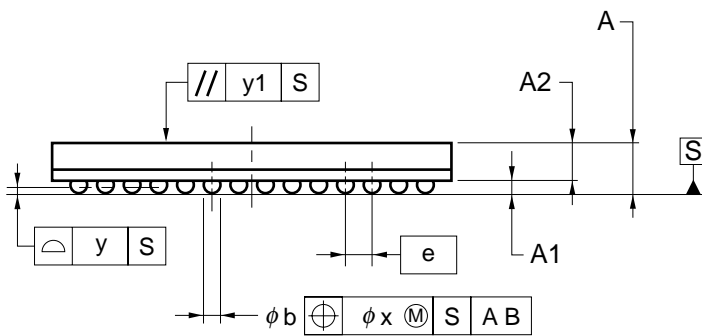 A
// y1 S
A2
S
y S
e
A1
φ b ⌖ φ x Ⓜ S A B